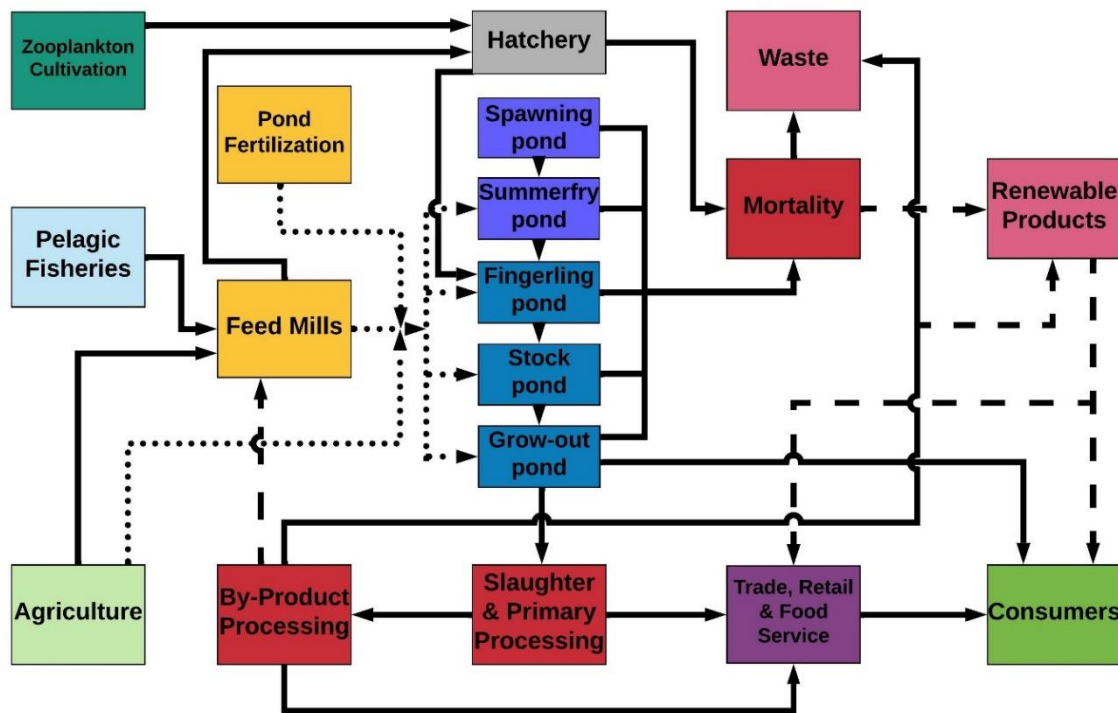 Zooplankton
Cultivation
Hatchery
Waste
Pond
Fertilization
Spawning
pond
Summerfry
pond
Mortality
Renewable
Products
Pelagic
Fisheries
Feed Mills
Fingerling
pond
Stock
pond
Grow-out
pond
Agriculture
By-Product
Processing
Slaughter
& Primary
Processing
Trade, Retail
& Food
Service
Consumers